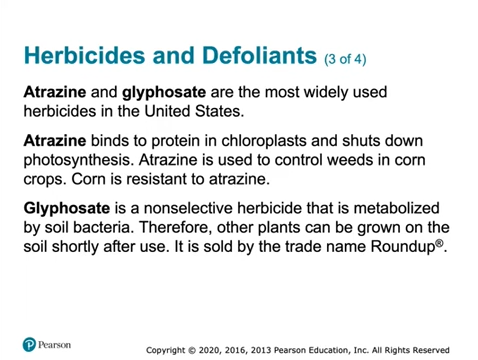 Herbicides and Defoliants (3 of 4)
Atrazine and glyphosate are the most widely used
herbicides in the United States.
Atrazine binds to protein in chloroplasts and shuts down
photosynthesis. Atrazine is used to control weeds in corn
crops. Corn is resistant to atrazine.
Glyphosate is a nonselective herbicide that is metabolized
by soil bacteria. Therefore, other plants can be grown on the
soil shortly after use. It is sold by the trade name Roundup®.
Pearson
Copyright © 2020, 2016, 2013 Pearson Education, Inc. All Rights Reserved